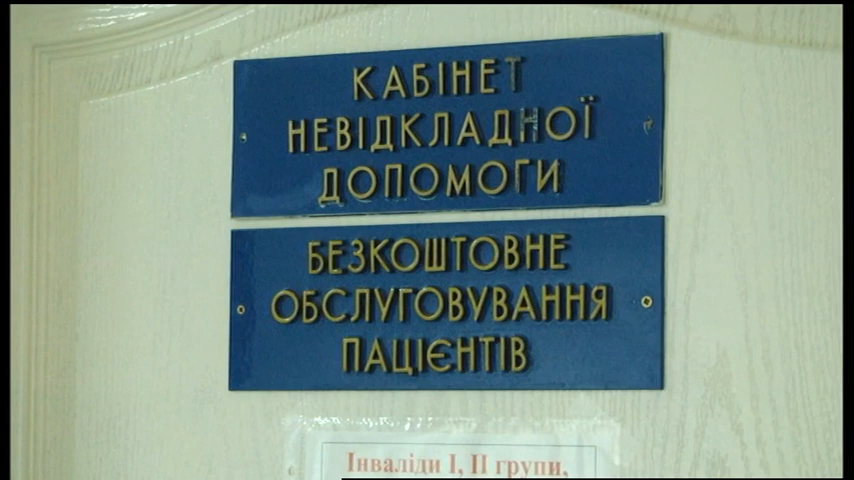 КАБІНЕТ
НЕВІДКЛАДНОЇ
ДОПОМОГИ
БЕЗКОШТОВНЕ
ОБСЛУГОВУВАННЯ
ПАЦІЄНТІВ
Інваліди І, ІІ групи,